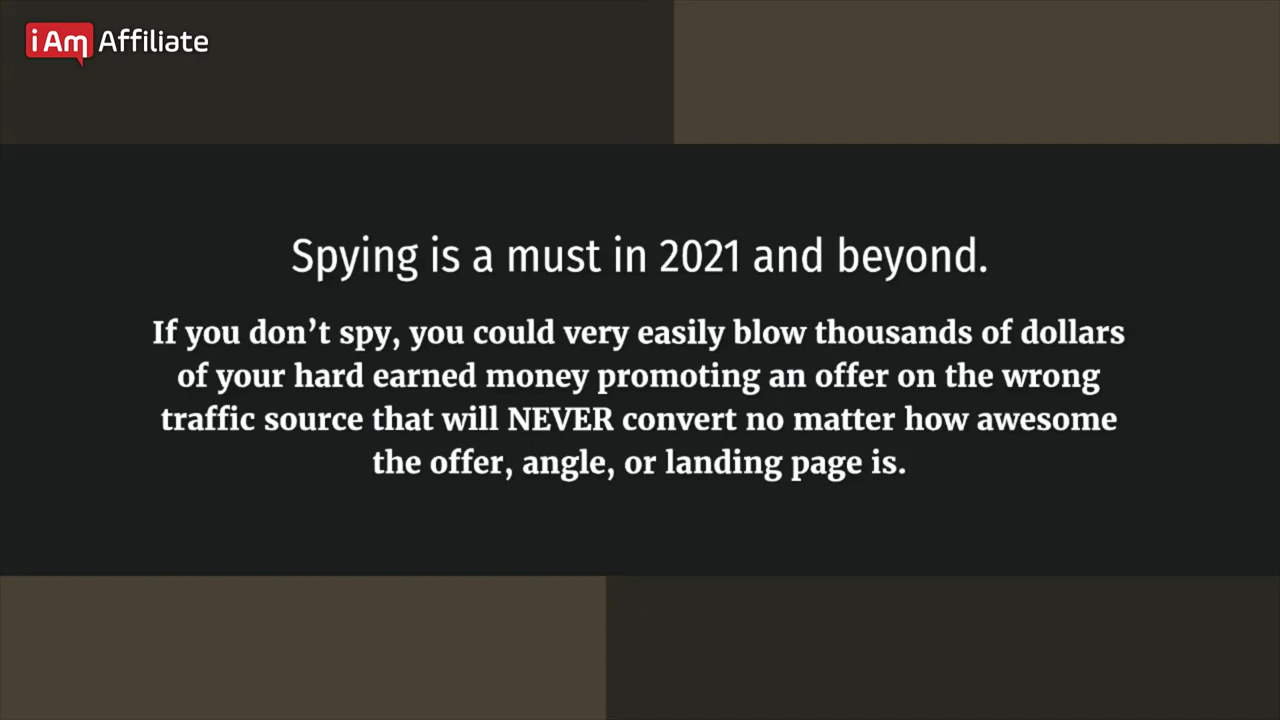 i Am Affiliate
Spying is a must in 2021 and beyond.
If you don’t spy, you could very easily blow thousands of dollars
of your hard earned money promoting an offer on the wrong
traffic source that will NEVER convert no matter how awesome
the offer, angle, or landing page is.